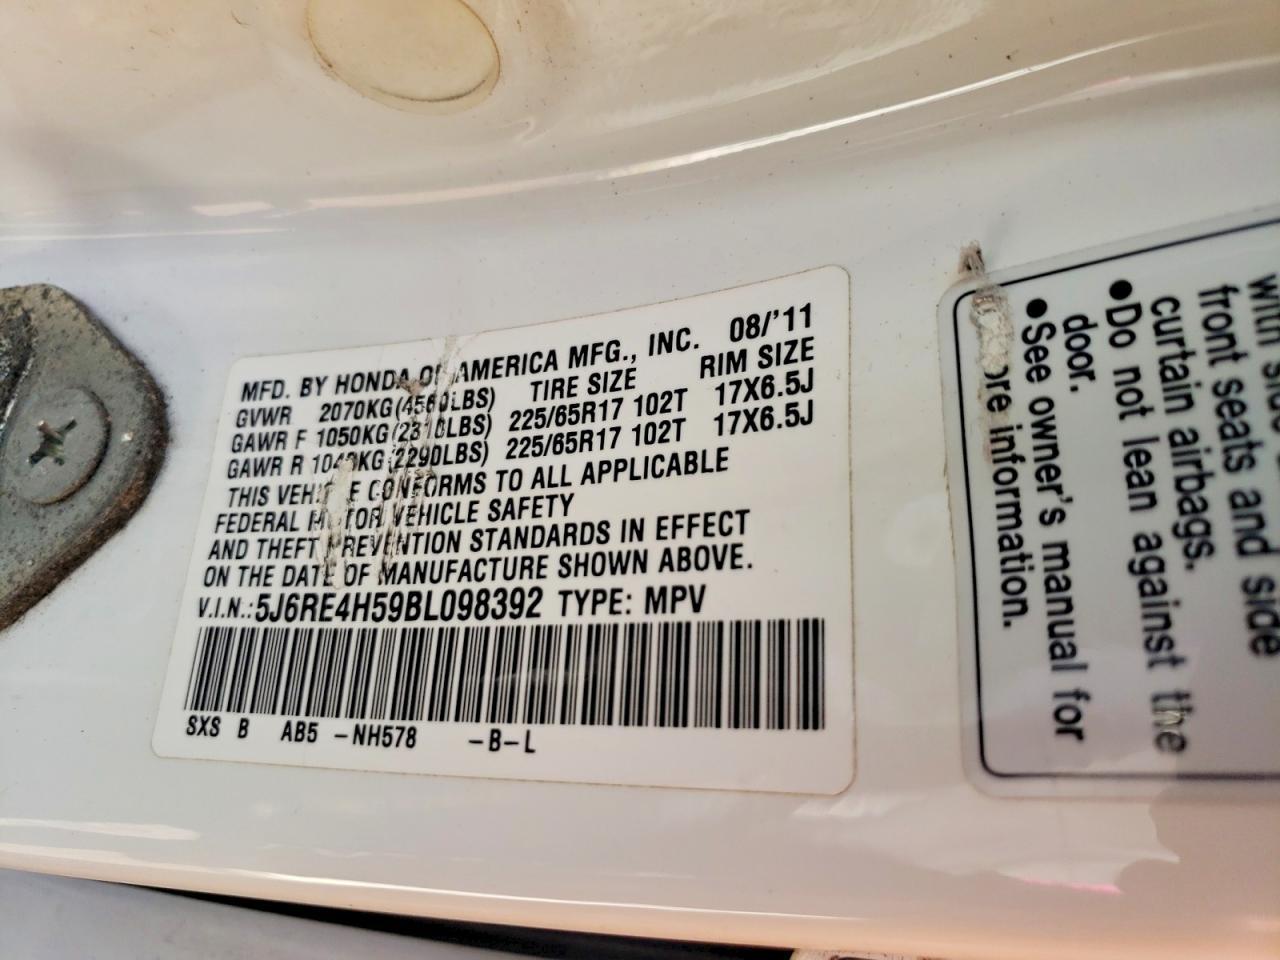 MFD. BY HONDA OF AMERICA MFG., INC. 08/'11
GVWR 2070KG(4560LBS) TIRE SIZE RIM SIZE
GAWR F 1050KG(2310LBS) 225/65R17 102T 17X6.5J
GAWR R 1040KG(2290LBS) 225/65R17 102T 17X6.5J
THIS VEHICLE CONFORMS TO ALL APPLICABLE
FEDERAL MOTOR VEHICLE SAFETY
AND THEFT PREVENTION STANDARDS IN EFFECT
ON THE DATE OF MANUFACTURE SHOWN ABOVE.
V.I.N.:5J6RE4H59BL098392 TYPE: MPV
SXS B AB5 -NH578 -B-L
front seats and side
curtain airbags.
●Do not lean against the
door.
●See owner's manual for
more information.